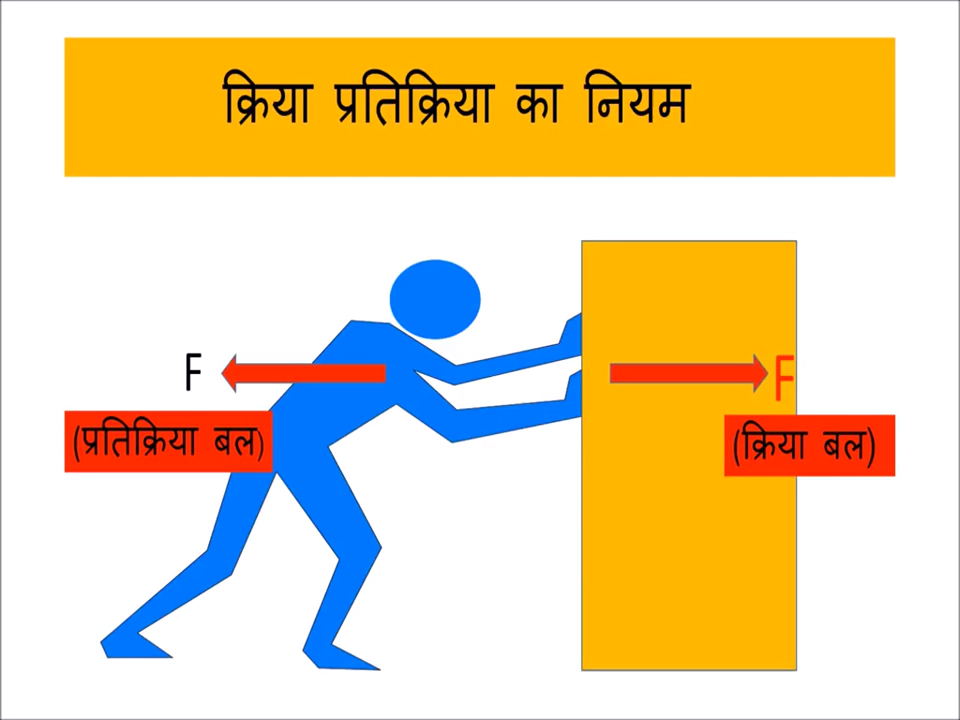 क्रिया प्रतिक्रिया का नियम
F
F
(प्रतिक्रिया बल)
(क्रिया बल)